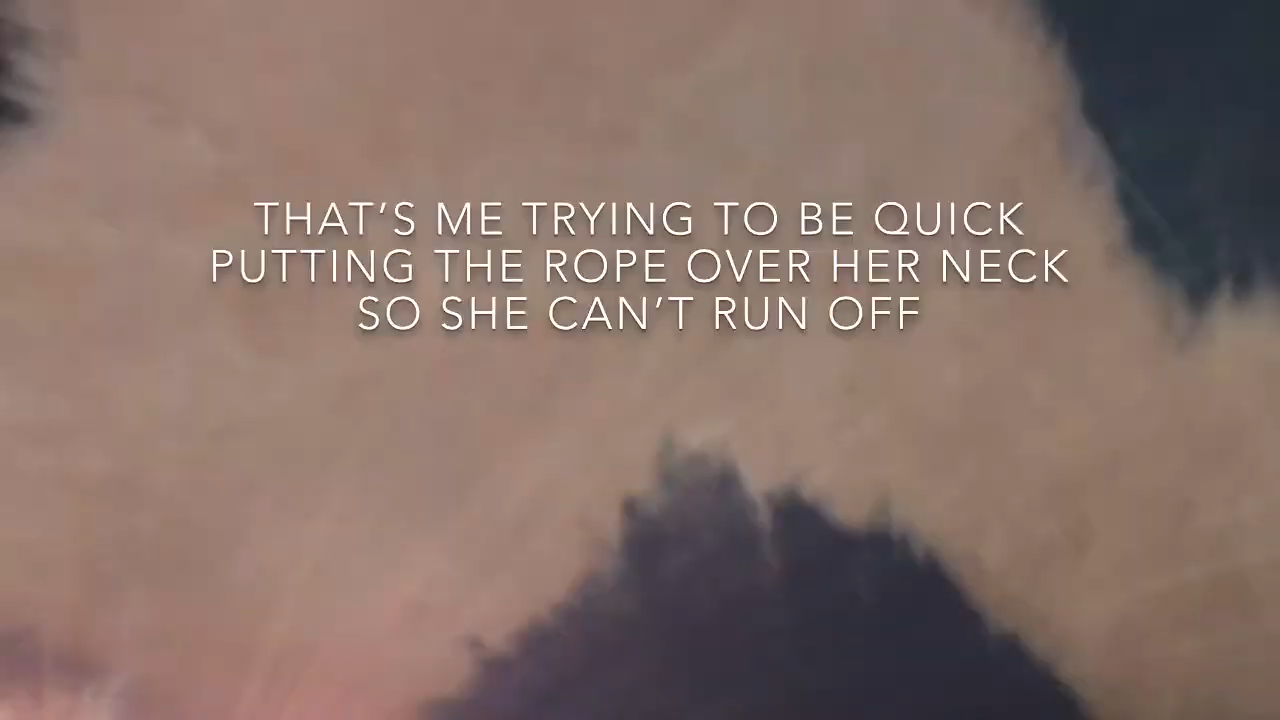 THAT’S ME TRYING TO BE QUICK
PUTTING THE ROPE OVER HER NECK
SO SHE CAN’T RUN OFF